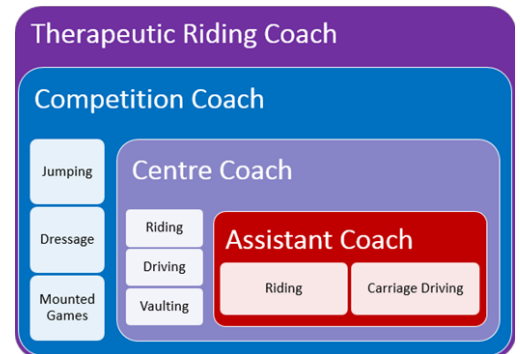 Therapeutic Riding Coach
Competition Coach
Jumping
Dressage
Mounted
Games
Centre Coach
Riding
Driving
Vaulting
Assistant Coach
Riding
Carriage Driving